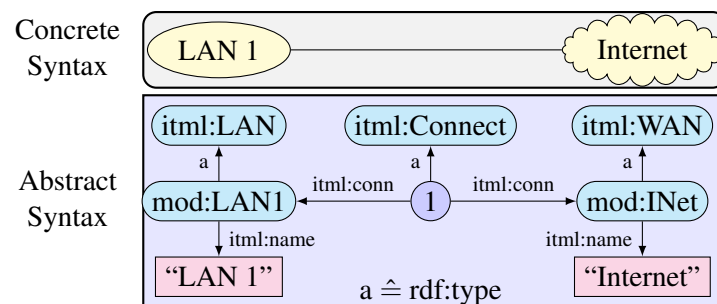 Concrete
Syntax
LAN 1
Internet
Abstract
Syntax
itml:LAN
itml:Connect
itml:WAN
a
a
a
itml:conn
itml:conn
mod:LAN1
1
mod:INet
itml:name
itml:name
“LAN 1”
“Internet”
a ≙ rdf:type